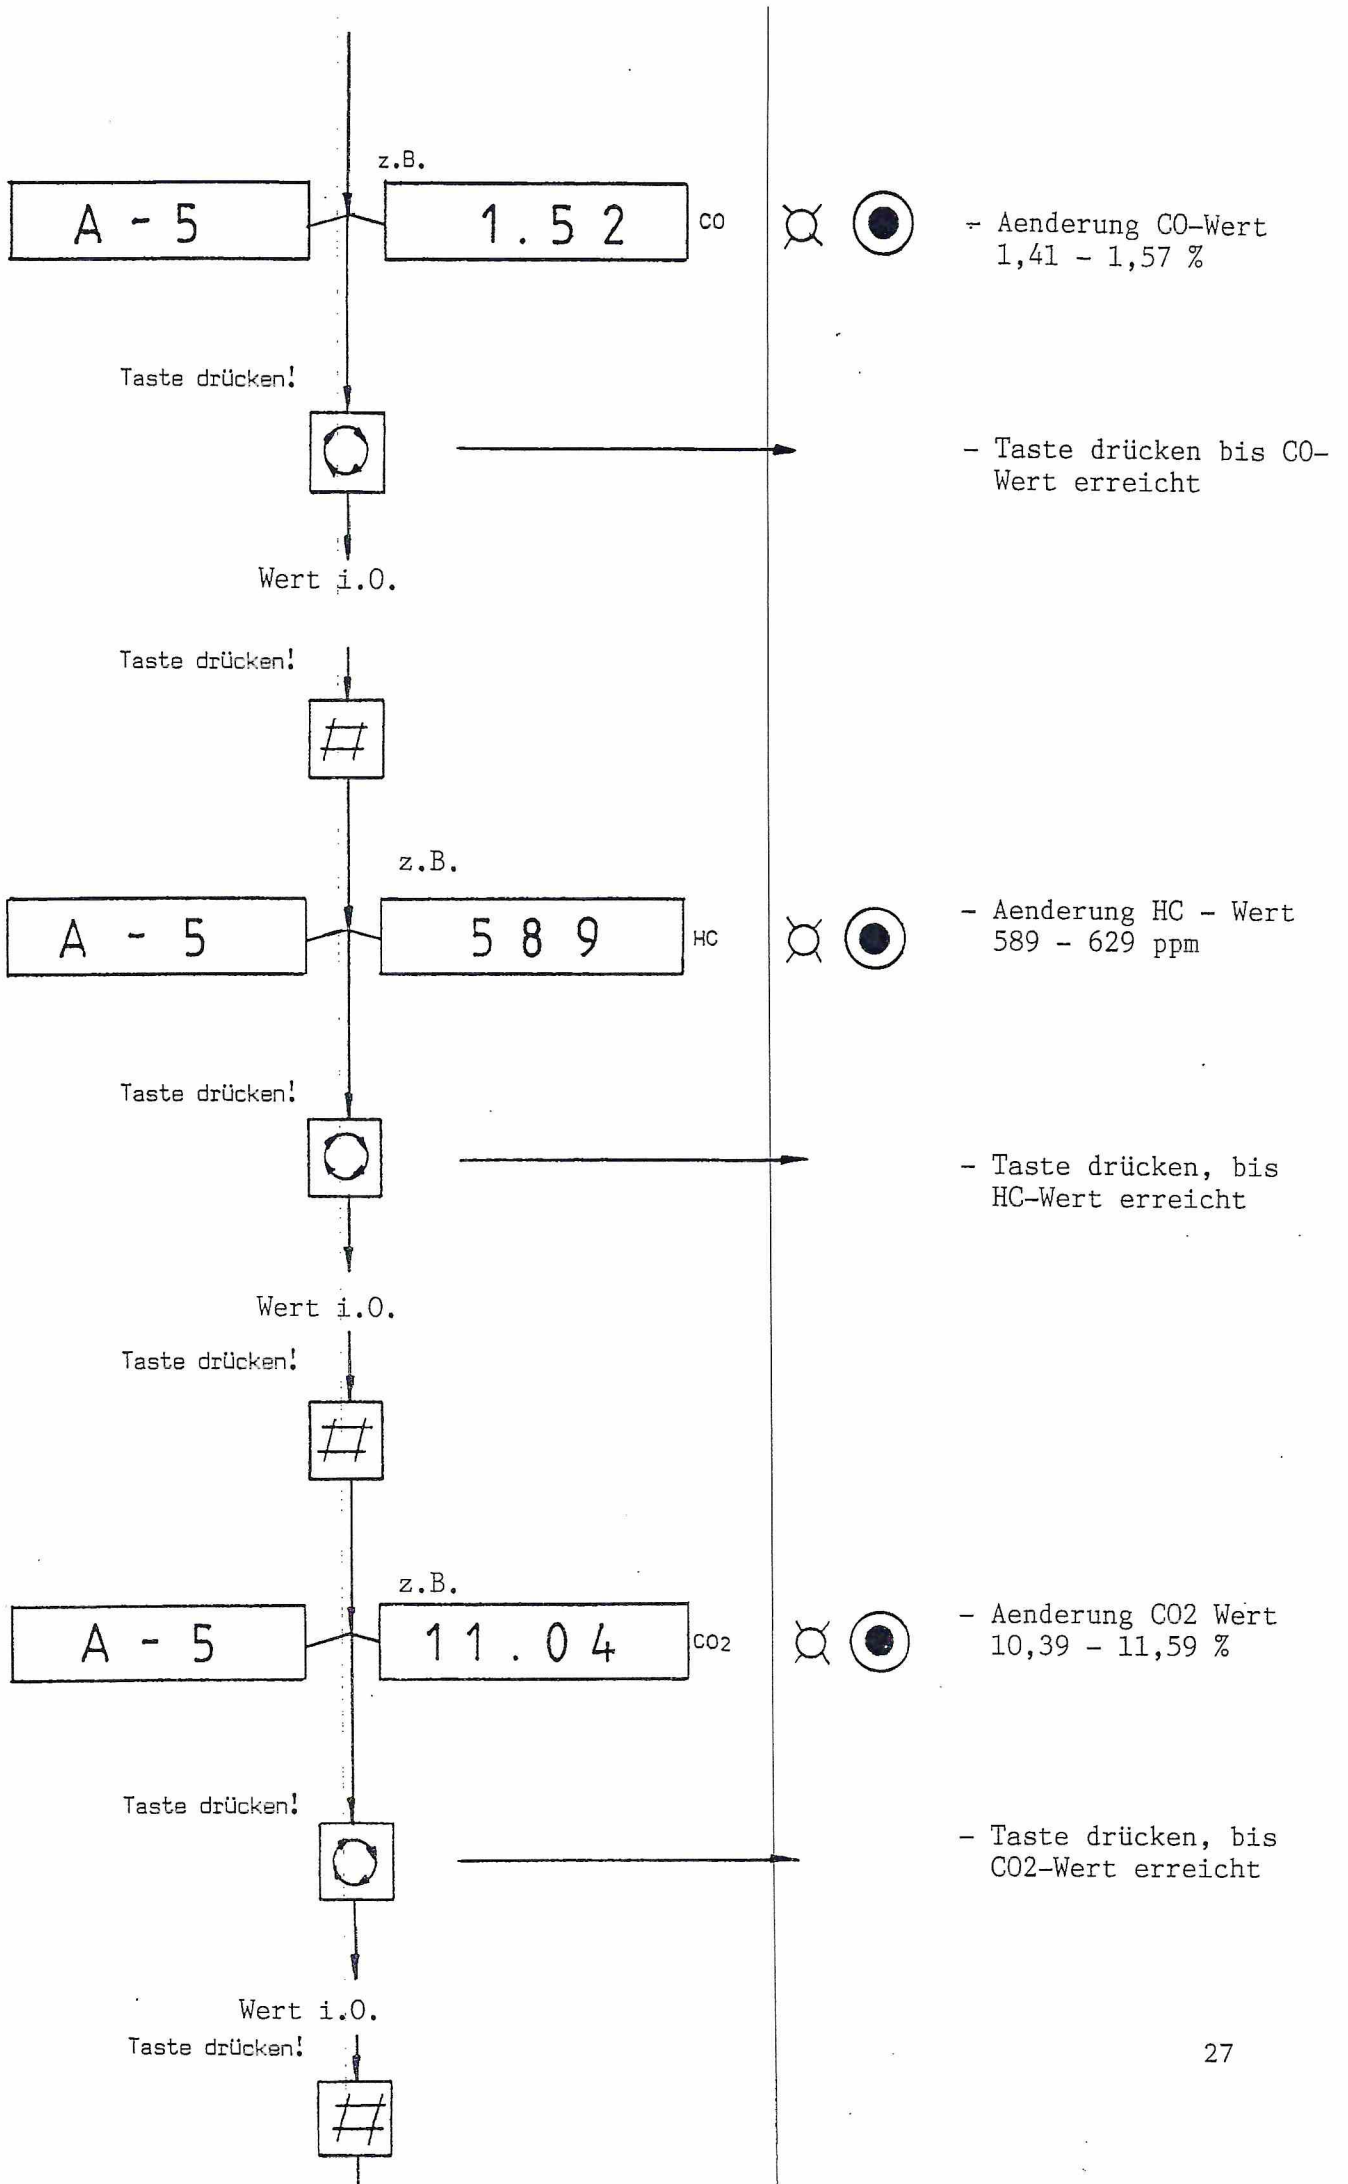 z.B.
A - 5
1.52
CO
- Aenderung CO-Wert
1,41 - 1,57 %
Taste drücken!
- Taste drücken bis CO-
Wert erreicht
Wert i.O.
Taste drücken!
#
z.B.
A - 5
589
HC
- Aenderung HC - Wert
589 - 629 ppm
Taste drücken!
- Taste drücken, bis
HC-Wert erreicht
Wert i.O.
Taste drücken!
#
z.B.
A - 5
11.04
CO2
- Aenderung CO2 Wert
10,39 - 11,59 %
Taste drücken!
- Taste drücken, bis
CO2-Wert erreicht
Wert i.O.
Taste drücken!
#
27